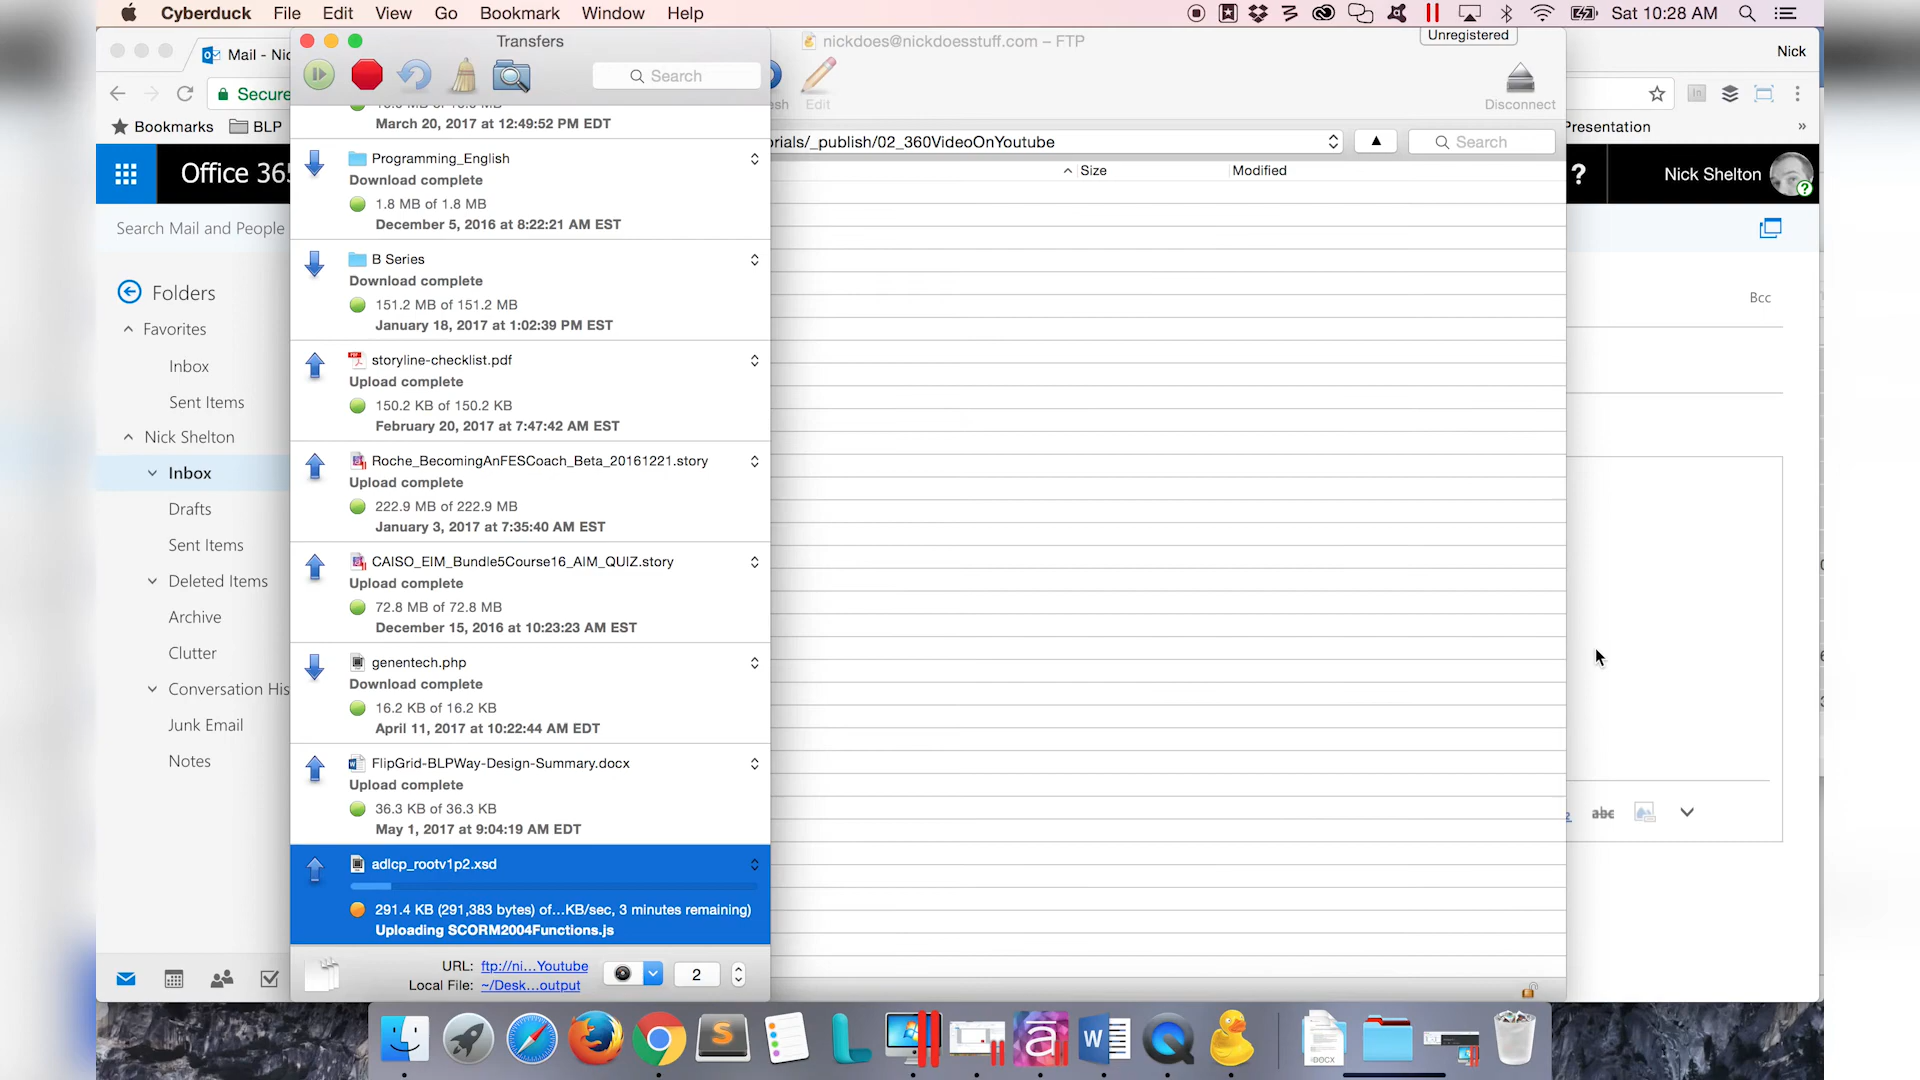 Cyberduck File Edit View Go Bookmark Window Help
Sat 10:28 AM
Mail - Nic
Transfers
nickdoes@nickdoesstuff.com – FTP
Unregistered
Nick
Secure
Search
Edit
Disconnect
Bookmarks BLP
Presentation »
March 20, 2017 at 12:49:52 PM EDT
rials/_publish/02_360VideoOnYoutube
Search
Size Modified
Office 365
? Nick Shelton
Programming_English
Download complete
1.8 MB of 1.8 MB
December 5, 2016 at 8:22:21 AM EST
Search Mail and People
B Series
Download complete
151.2 MB of 151.2 MB
January 18, 2017 at 1:02:39 PM EST
Folders
Favorites
Inbox
Sent Items
Nick Shelton
Inbox
Drafts
Sent Items
Deleted Items
Archive
Clutter
Conversation His
Junk Email
Notes
Bcc
storyline-checklist.pdf
Upload complete
150.2 KB of 150.2 KB
February 20, 2017 at 7:47:42 AM EST
Roche_BecomingAnFESCoach_Beta_20161221.story
Upload complete
222.9 MB of 222.9 MB
January 3, 2017 at 7:35:40 AM EST
CAISO_EIM_Bundle5Course16_AIM_QUIZ.story
Upload complete
72.8 MB of 72.8 MB
December 15, 2016 at 10:23:23 AM EST
genentech.php
Download complete
16.2 KB of 16.2 KB
April 11, 2017 at 10:22:44 AM EDT
FlipGrid-BLPWay-Design-Summary.docx
Upload complete
36.3 KB of 36.3 KB
May 1, 2017 at 9:04:19 AM EDT
abc
adlcp_rootv1p2.xsd
291.4 KB (291,383 bytes) of...KB/sec, 3 minutes remaining)
Uploading SCORM2004Functions.js
URL: ftp://ni...Youtube
Local File: ~/Desk...output
2
DOCX